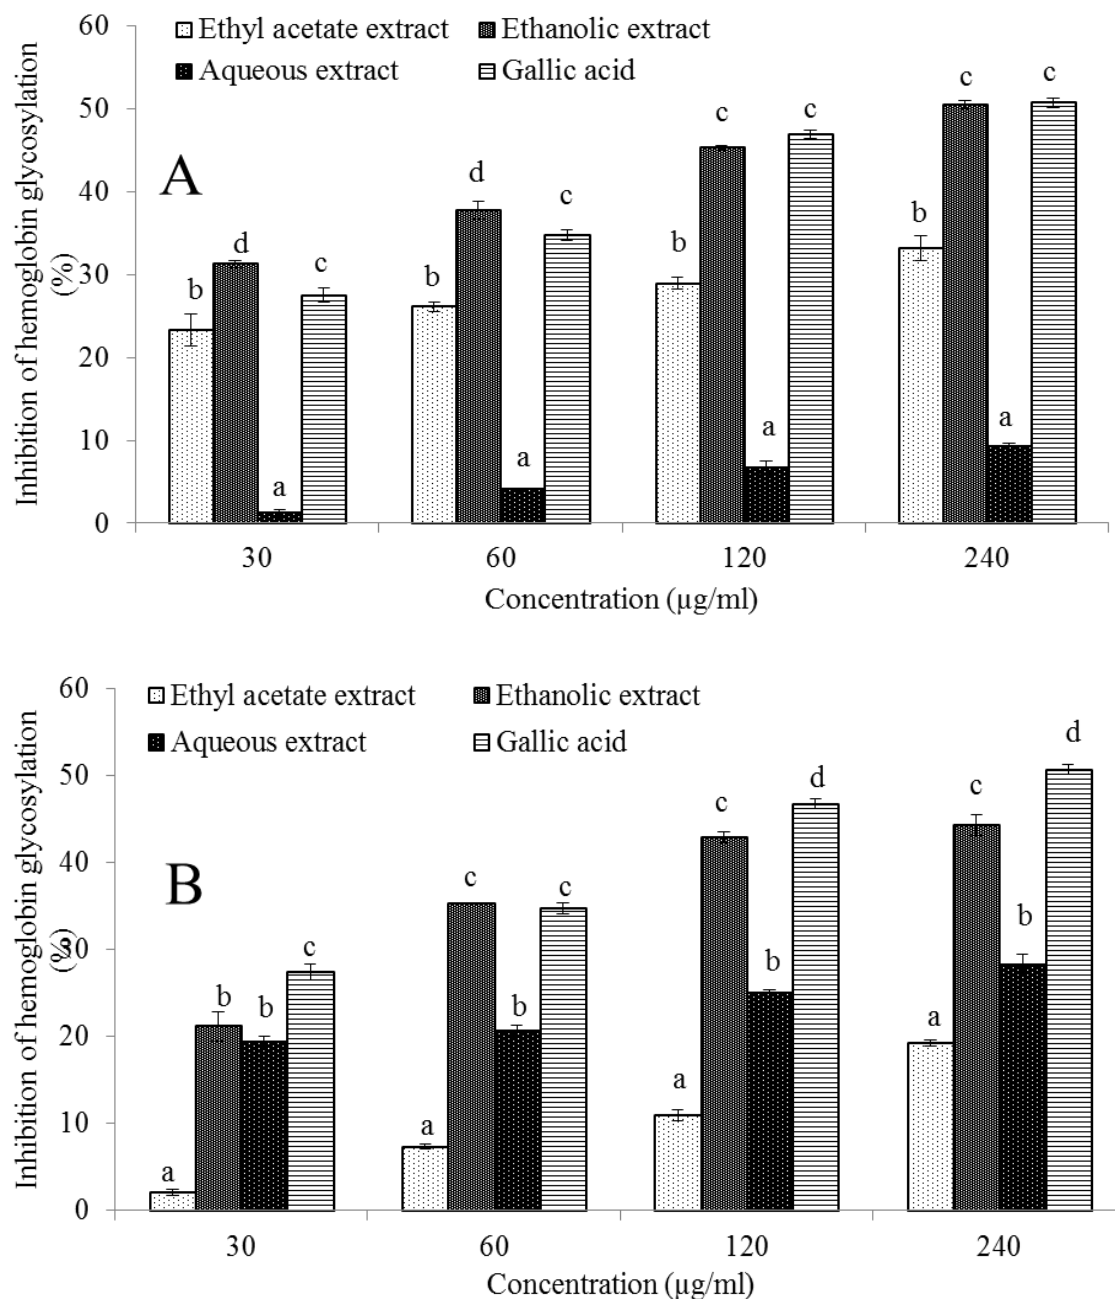 60
Ethyl acetate extract
Ethanolic extract
Aqueous extract
Gallic acid
50
40
30
20
10
0
A
b
d
c
a
b
d
c
a
b
c
c
a
b
c
c
a
Inhibition of hemoglobin glycosylation
(%)
30
60
120
240
Concentration (µg/ml)
60
Ethyl acetate extract
Ethanolic extract
Aqueous extract
Gallic acid
50
40
30
20
10
0
B
a
b
b
c
a
c
b
c
a
c
b
d
a
c
b
d
Inhibition of hemoglobin glycosylation
(%)
30
60
120
240
Concentration (µg/ml)